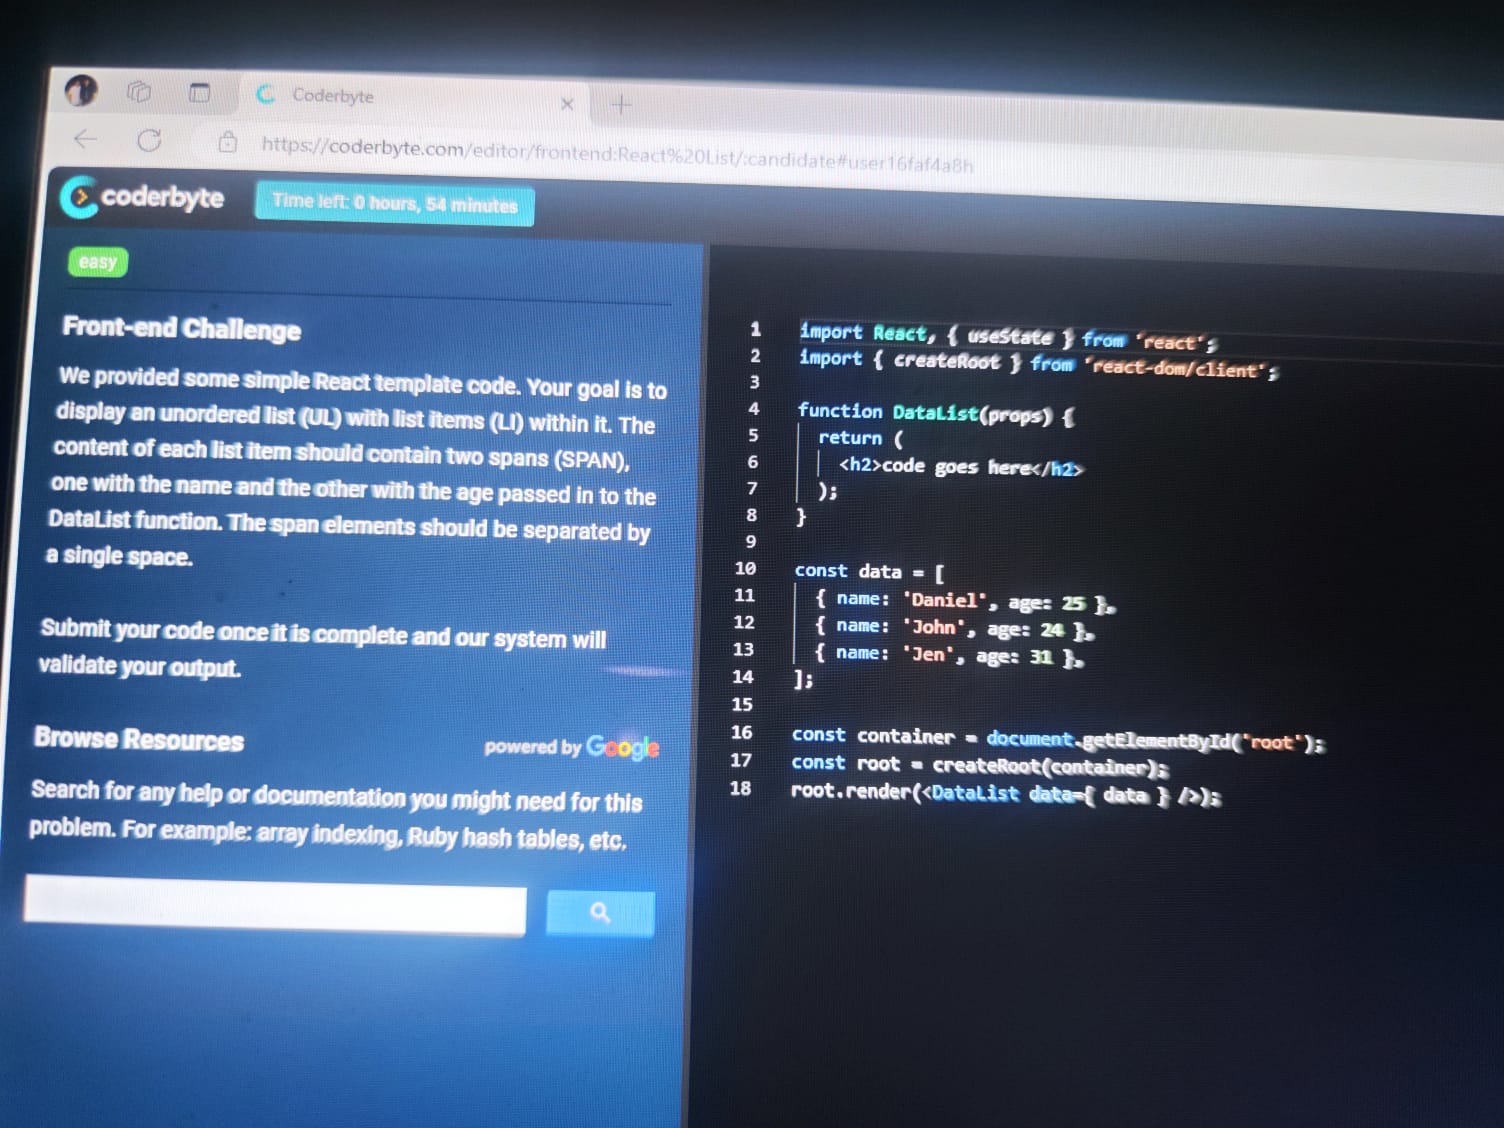 Coderbyte
https://coderbyte.com/editor/frontend:React%20List/:candidate#user16faf4a8h
coderbyte
Time left: 0 hours, 54 minutes
easy
Front-end Challenge
We provided some simple React template code. Your goal is to
display an unordered list (UL) with list items (LI) within it. The
content of each list item should contain two spans (SPAN),
one with the name and the other with the age passed in to the
DataList function. The span elements should be separated by
a single space.
Submit your code once it is complete and our system will
validate your output.
Browse Resources
powered by Google
Search for any help or documentation you might need for this
problem. For example: array indexing, Ruby hash tables, etc.
1 import React, { useState } from 'react';
2 import { createRoot } from 'react-dom/client';
3
4 function DataList(props) {
5 return (
6 <h2>code goes here</h2>
7 );
8 }
9
10 const data = [
11 { name: 'Daniel', age: 25 },
12 { name: 'John', age: 24 },
13 { name: 'Jen', age: 31 },
14 ];
15
16 const container = document.getElementById('root');
17 const root = createRoot(container);
18 root.render(<DataList data={ data } />);